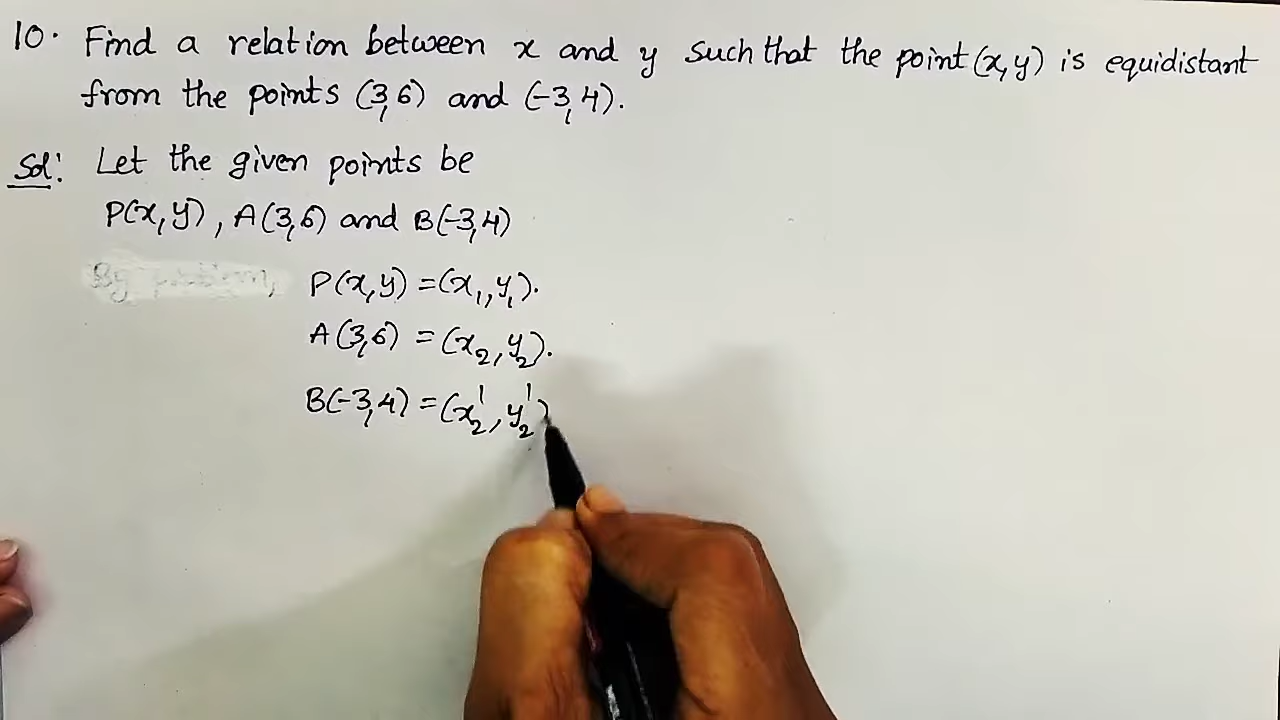 10. Find a relation between x and y such that the point (x, y) is equidistant
from the points (3,6) and (-3,4).
Sol: Let the given points be
P(x, y), A(3,6) and B(-3,4)
By problem, P(x, y) = (x₁, y₁).
A(3,6) = (x₂, y₂).
B(-3,4) = (x₂', y₂')